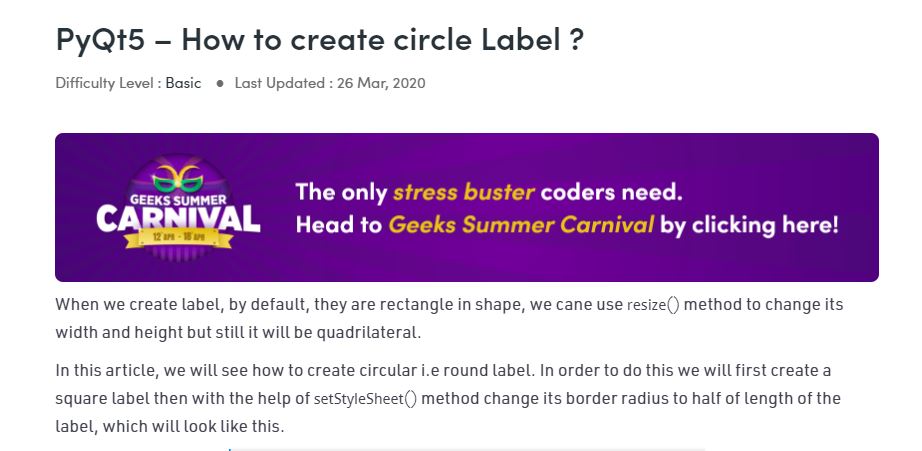 PyQt5 – How to create circle Label ?
Difficulty Level : Basic ● Last Updated : 26 Mar, 2020
GEEKS SUMMER
CARNIVAL
12 APR - 18 APR
The only stress buster coders need.
Head to Geeks Summer Carnival by clicking here!
When we create label, by default, they are rectangle in shape, we cane use resize() method to change its
width and height but still it will be quadrilateral.
In this article, we will see how to create circular i.e round label. In order to do this we will first create a
square label then with the help of setStyleSheet() method change its border radius to half of length of the
label, which will look like this.